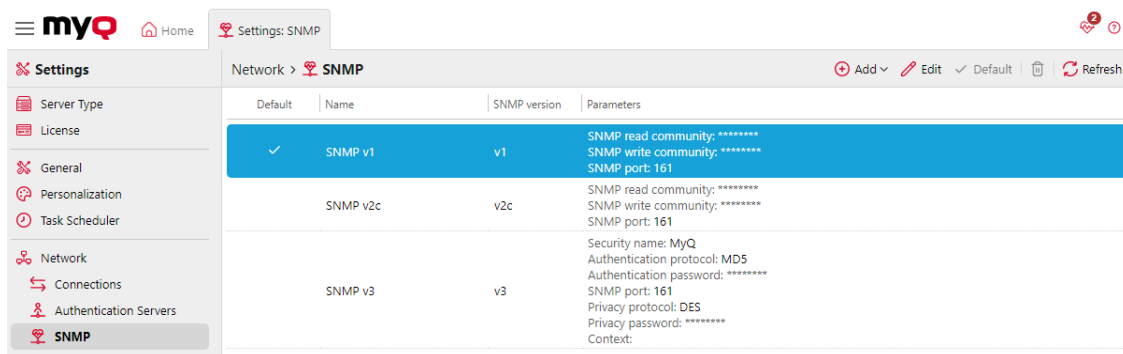 myQ Home Settings: SNMP 2
Settings Network > SNMP Add Edit Default Refresh
Server Type Default Name SNMP version Parameters
License
SNMP v1 v1 SNMP read community: ********
SNMP write community: ********
SNMP port: 161
General
Personalization
Task Scheduler
SNMP v2c v2c SNMP read community: ********
SNMP write community: ********
SNMP port: 161
Network
Connections
Authentication Servers
SNMP
SNMP v3 v3 Security name: MyQ
Authentication protocol: MD5
Authentication password: ********
SNMP port: 161
Privacy protocol: DES
Privacy password: ********
Context: